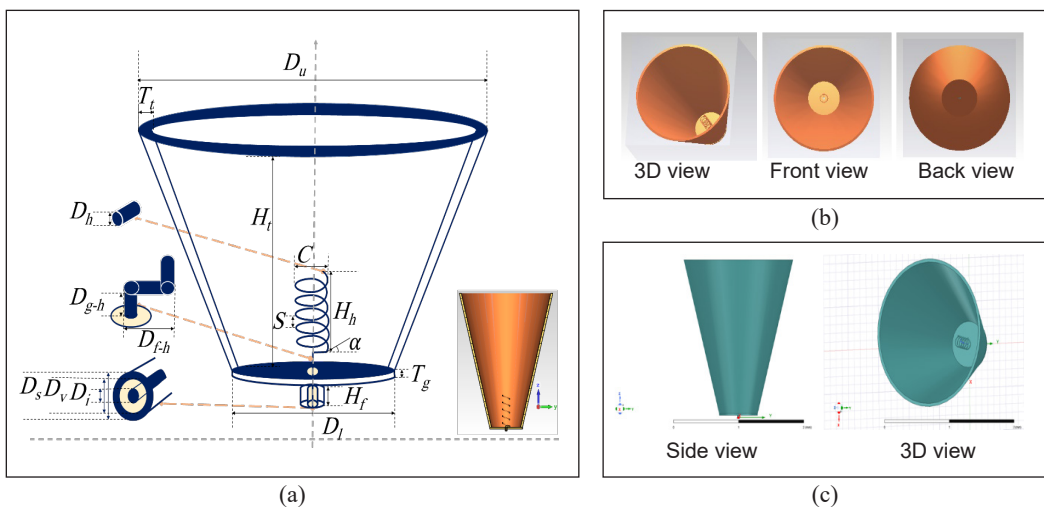 D_u
T_t
D_h
H_t
C
D_g-h
S
H_h
α
D_f-h
T_g
D_s D_v D_i
H_f
D_l
(a)
3D view Front view Back view
(b)
Side view 3D view
(c)